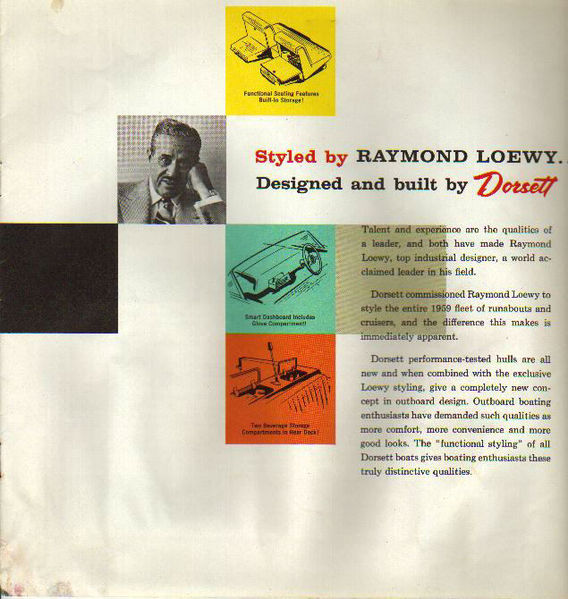 Functional Seating Features
Built-In Storage!
Styled by RAYMOND LOEWY..
Designed and built by Dorsett
Talent and experience are the qualities of
a leader, and both have made Raymond
Loewy, top industrial designer, a world ac-
claimed leader in his field.
Dorsett commissioned Raymond Loewy to
style the entire 1959 fleet of runabouts and
cruisers, and the difference this makes is
immediately apparent.
Dorsett performance-tested hulls are all
new and when combined with the exclusive
Loewy styling, give a completely new con-
cept in outboard design. Outboard boating
enthusiasts have demanded such qualities as
more comfort, more convenience and more
good looks. The "functional styling" of all
Dorsett boats gives boating enthusiasts these
truly distinctive qualities.
Smart Dashboard Includes
Glove Compartment!
Two Beverage Storage
Compartments in Rear Deck!